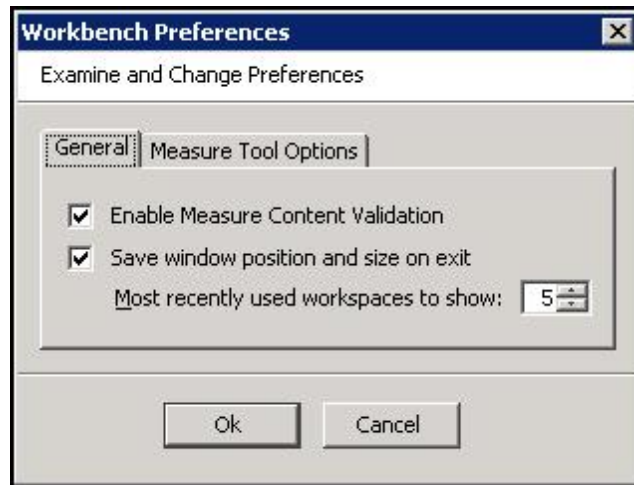 Workbench Preferences
Examine and Change Preferences
General Measure Tool Options
Enable Measure Content Validation
Save window position and size on exit
Most recently used workspaces to show: 5
Ok Cancel